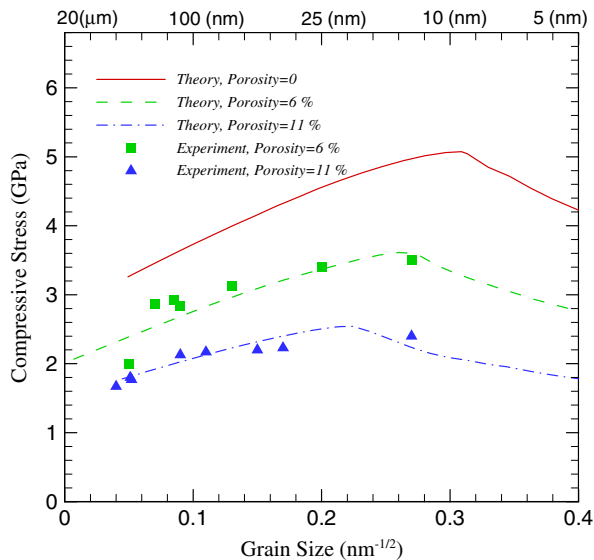 20(μm) 100 (nm) 25 (nm) 10 (nm) 5 (nm)
6
5
4
3
2
1
0
Compressive Stress (GPa)
Theory, Porosity=0
Theory, Porosity=6 %
Theory, Porosity=11 %
Experiment, Porosity=6 %
Experiment, Porosity=11 %
0 0.1 0.2 0.3 0.4
Grain Size (nm-1/2)